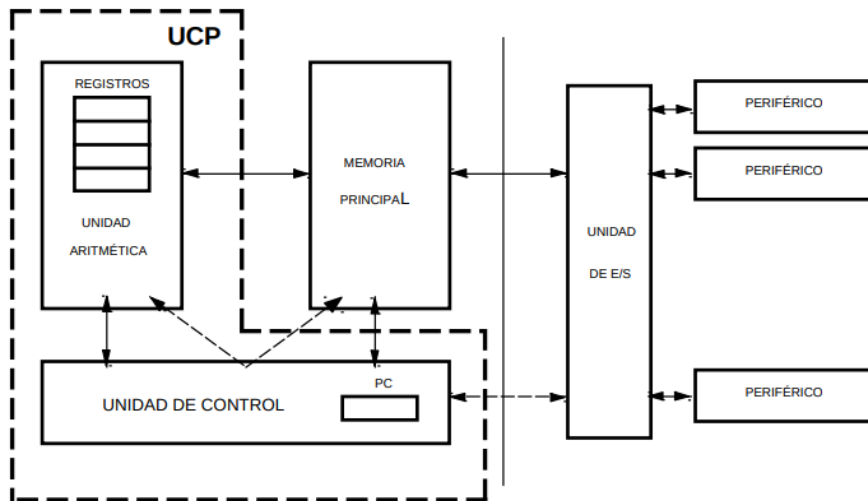 UCP
REGISTROS
UNIDAD
ARITMÉTICA
MEMORIA
PRINCIPAL
UNIDAD DE CONTROL
PC
UNIDAD
DE E/S
PERIFÉRICO
PERIFÉRICO
PERIFÉRICO